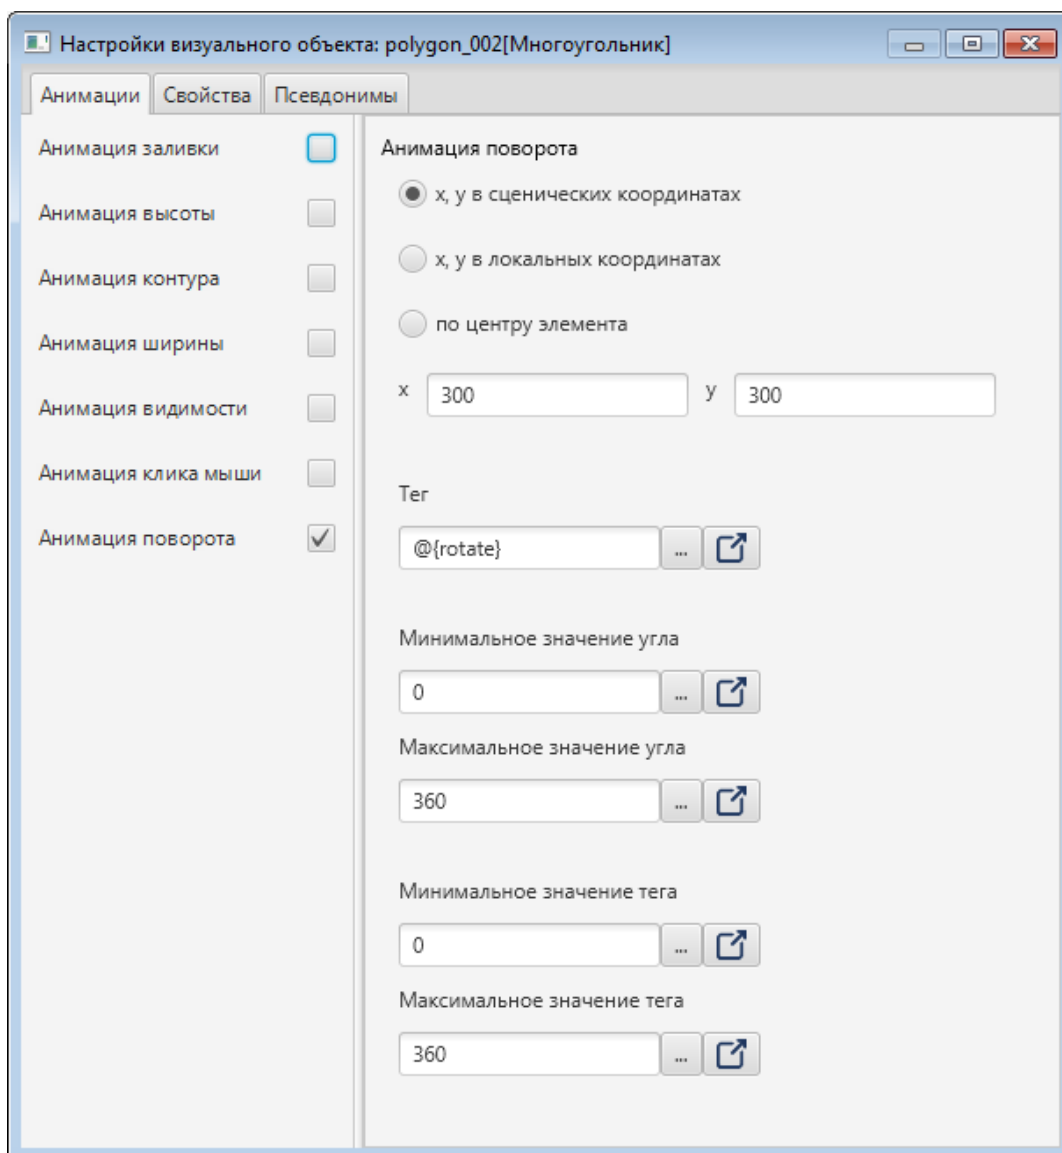 Настройки визуального объекта: polygon_002[Многоугольник]
Анимации Свойства Псевдонимы
Анимация заливки
Анимация высоты
Анимация контура
Анимация ширины
Анимация видимости
Анимация клика мыши
Анимация поворота
Анимация поворота
x, y в сценических координатах
x, y в локальных координатах
по центру элемента
x 300 y 300
Тег
@{rotate} ...
Минимальное значение угла
0 ...
Максимальное значение угла
360 ...
Минимальное значение тега
0 ...
Максимальное значение тега
360 ...